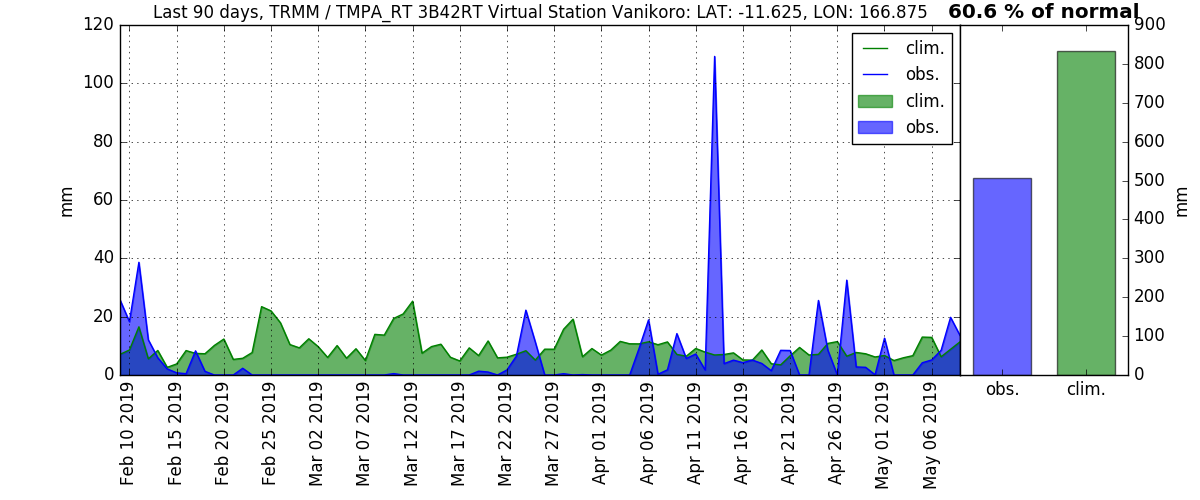 Last 90 days, TRMM / TMPA_RT 3B42RT Virtual Station Vanikoro: LAT: -11.625, LON: 166.875
60.6 % of normal
120
100
80
60
40
20
0
mm
clim.
obs.
clim.
obs.
900
800
700
600
500
400
300
200
100
0
mm
Feb 10 2019
Feb 15 2019
Feb 20 2019
Feb 25 2019
Mar 02 2019
Mar 07 2019
Mar 12 2019
Mar 17 2019
Mar 22 2019
Mar 27 2019
Apr 01 2019
Apr 06 2019
Apr 11 2019
Apr 16 2019
Apr 21 2019
Apr 26 2019
May 01 2019
May 06 2019
obs.
clim.